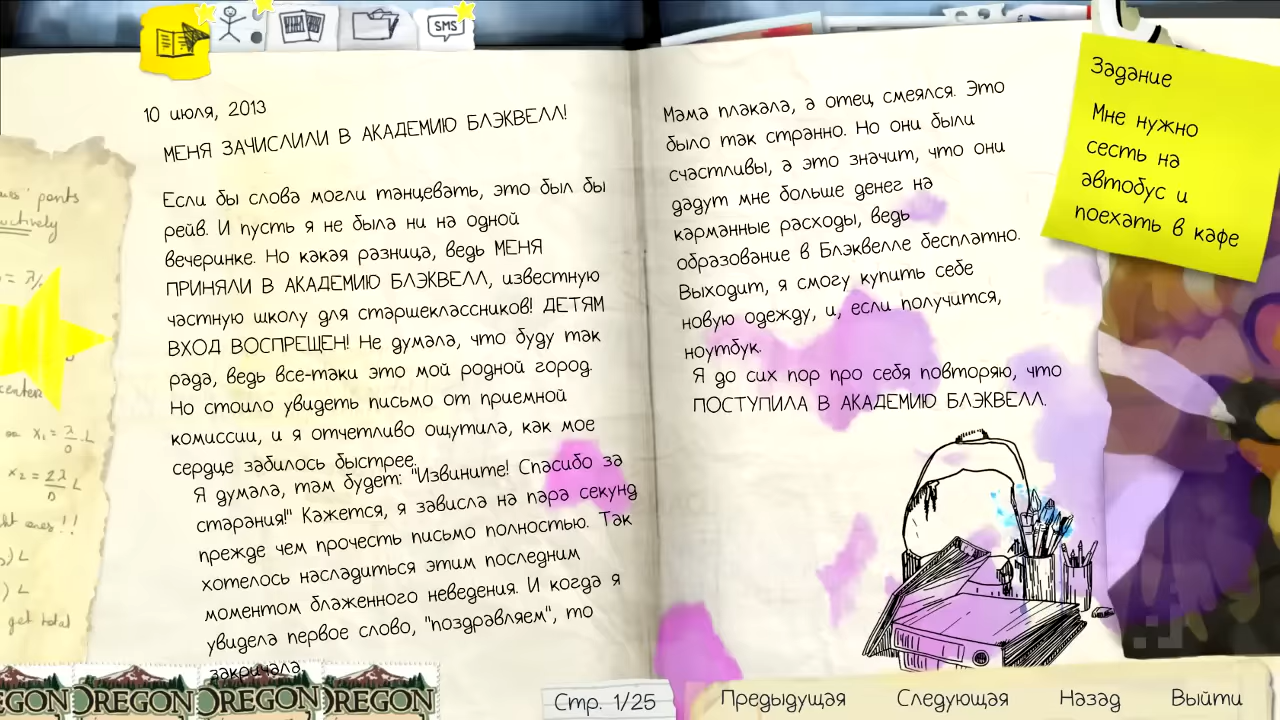 SMS
10 июля, 2013
МЕНЯ ЗАЧИСЛИЛИ В АКАДЕМИЮ БЛЭКВЕЛЛ!
Если бы слова могли танцевать, это был бы
рейв. И пусть я не была ни на одной
вечеринке. Но какая разница, ведь МЕНЯ
ПРИНЯЛИ В АКАДЕМИЮ БЛЭКВЕЛЛ, известную
частную школу для старшеклассников! ДЕТЯМ
ВХОД ВОСПРЕЩЕН! Не думала, что буду так
рада, ведь все-таки это мой родной город.
Но стоило увидеть письмо от приемной
комиссии, и я отчетливо ощутила, как мое
сердце забилось быстрее.
Я думала, там будет: "Извините! Спасибо за
старания!" Кажется, я зависла на пара секунд
прежде чем прочесть письмо полностью. Так
хотелось насладиться этим последним
моментом блаженного неведения. И когда я
увидела первое слово, "поздравляем", то
закричала.
Мама плакала, а отец смеялся. Это
было так странно. Но они были
счастливы, а это значит, что они
дадут мне больше денег на
карманные расходы, ведь
образование в Блэквелле бесплатно.
Выходит, я смогу купить себе
новую одежду, и, если получится,
ноутбук.
Я до сих пор про себя повторяю, что
ПОСТУПИЛА В АКАДЕМИЮ БЛЭКВЕЛЛ.
Задание
Мне нужно
сесть на
автобус и
поехать в кафе
pants
get total
EGON OREGON OREGON OREGON
Стр. 1/25
Предыдущая Следующая Назад Выйти